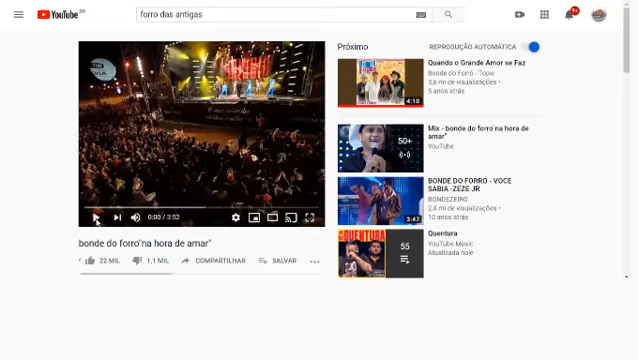 YouTube BR
forro das antigas
9+
Próximo
REPRODUÇÃO AUTOMÁTICA
Quando o Grande Amor se Faz
Bonde do Forró - Topic
3,6 mi de visualizações •
5 anos atrás
4:10
50+
Mix - bonde do forro"na hora de
amar"
YouTube
BONDE DO FORRO - VOCE
SABIA -ZEZE JR
BONDEZEIRO
2,4 mi de visualizações •
10 anos atrás
3:47
0:00 / 3:52
bonde do forro"na hora de amar"
22 MIL
1,1 MIL
COMPARTILHAR
SALVAR
QUENTURA
55
Quentura
YouTube Music
Atualizada hoje